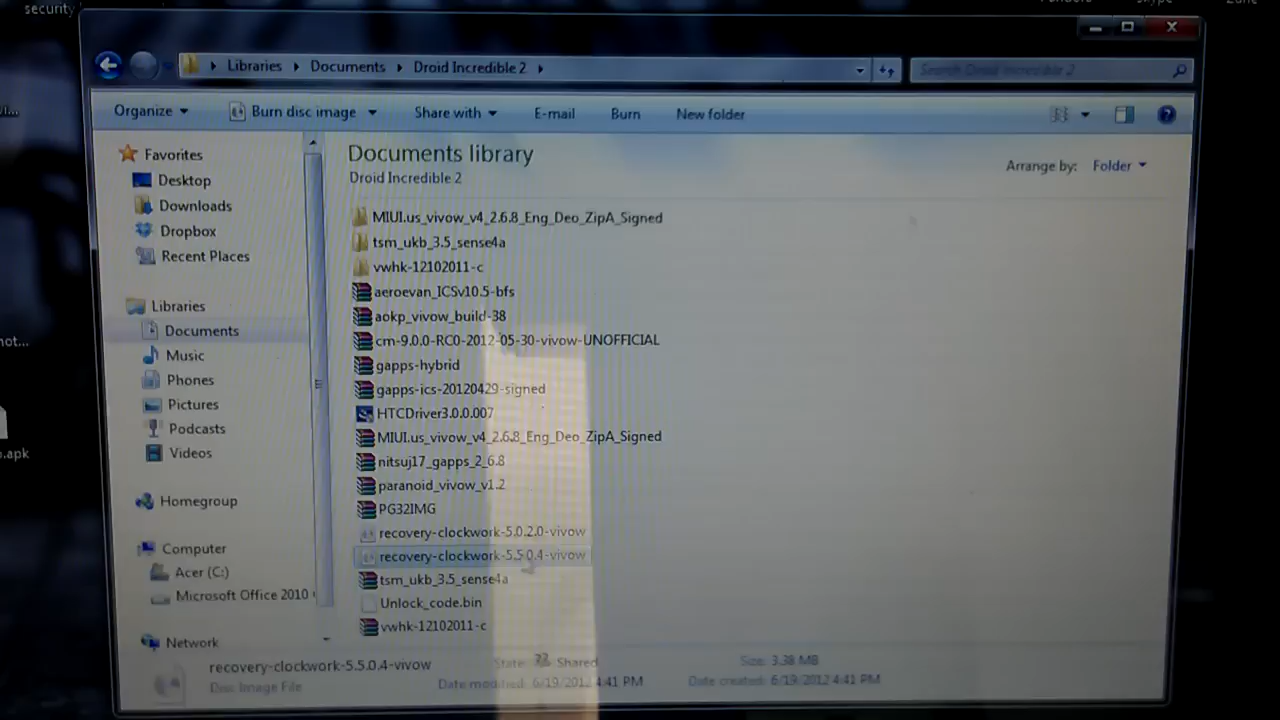 security
Libraries Documents Droid Incredible 2
Search Droid Incredible 2
Organize Burn disc image Share with E-mail Burn New folder
Favorites
Desktop
Downloads
Dropbox
Recent Places
Libraries
Documents
Music
Phones
Pictures
Podcasts
Videos
Homegroup
Computer
Acer (C:)
Microsoft Office 2010
Network
Documents library
Droid Incredible 2
Arrange by: Folder
MIUI.us_vivow_v4_2.6.8_Eng_Deo_ZipA_Signed
tsm_ukb_3.5_sense4a
vwhk-12102011-c
aeroevan_ICSv10.5-bfs
aokp_vivow_build-38
cm-9.0.0-RC0-2012-05-30-vivow-UNOFFICIAL
gapps-hybrid
gapps-ics-20120429-signed
HTCDriver3.0.0.007
MIUI.us_vivow_v4_2.6.8_Eng_Deo_ZipA_Signed
nitsuj17_gapps_2_6.8
paranoid_vivow_v1.2
PG32IMG
recovery-clockwork-5.0.2.0-vivow
recovery-clockwork-5.5.0.4-vivow
tsm_ukb_3.5_sense4a
Unlock_code.bin
vwhk-12102011-c
recovery-clockwork-5.5.0.4-vivow
Disc Image File
State: Shared
Date modified: 6/19/2012 4:41 PM
Size: 3.38 MB
Date created: 6/19/2012 4:41 PM
.apk